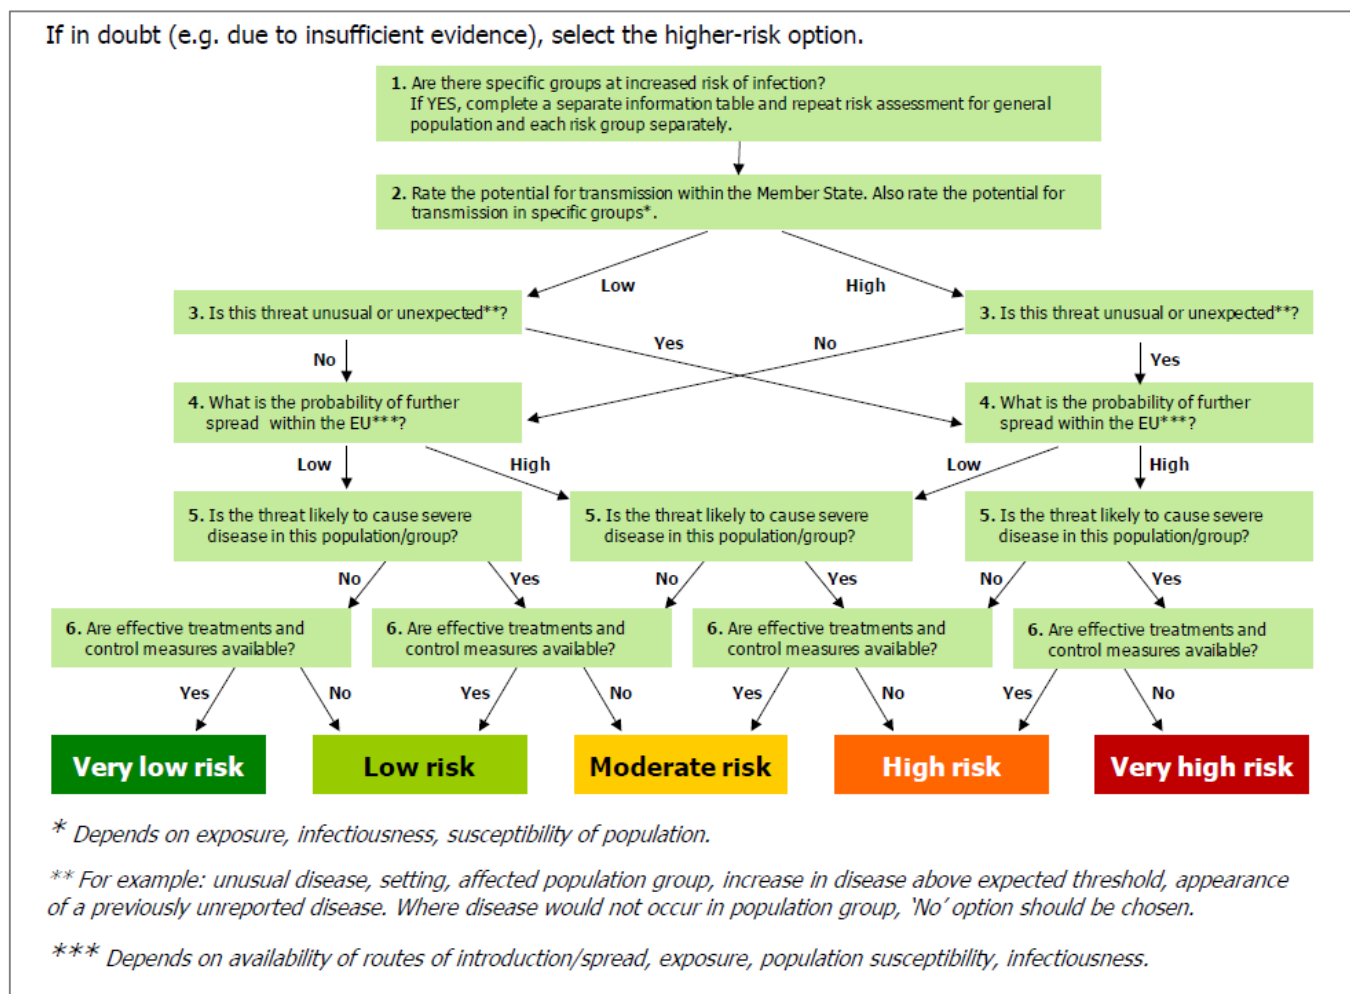 If in doubt (e.g. due to insufficient evidence), select the higher-risk option.
1. Are there specific groups at increased risk of infection?
If YES, complete a separate information table and repeat risk assessment for general
population and each risk group separately.
2. Rate the potential for transmission within the Member State. Also rate the potential for
transmission in specific groups*.
Low
High
3. Is this threat unusual or unexpected**?
3. Is this threat unusual or unexpected**?
No
Yes
No
Yes
4. What is the probability of further
spread within the EU***?
4. What is the probability of further
spread within the EU***?
Low
High
Low
High
5. Is the threat likely to cause severe
disease in this population/group?
5. Is the threat likely to cause severe
disease in this population/group?
5. Is the threat likely to cause severe
disease in this population/group?
No
Yes
No
Yes
No
Yes
6. Are effective treatments and
control measures available?
6. Are effective treatments and
control measures available?
6. Are effective treatments and
control measures available?
6. Are effective treatments and
control measures available?
Yes
No
Yes
No
Yes
No
Yes
No
Very low risk
Low risk
Moderate risk
High risk
Very high risk
* Depends on exposure, infectiousness, susceptibility of population.
** For example: unusual disease, setting, affected population group, increase in disease above expected threshold, appearance
of a previously unreported disease. Where disease would not occur in population group, ‘No’ option should be chosen.
*** Depends on availability of routes of introduction/spread, exposure, population susceptibility, infectiousness.